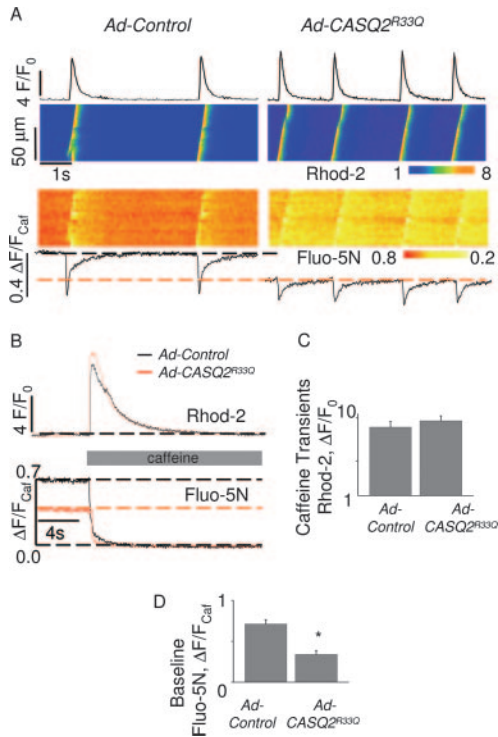 A
Ad-Control
Ad-CASQ2R33Q
4 F/F0
50 μm
1s
Rhod-2
1
8
Fluo-5N
0.8
0.2
0.4 ΔF/FCaf
B
Ad-Control
Ad-CASQ2R33Q
4 F/F0
Rhod-2
caffeine
0.7
Fluo-5N
ΔF/FCaf
4s
0.0
C
Caffeine Transients
Rhod-2, ΔF/F0
10
1
Ad-
Control
Ad-
CASQ2R33Q
D
Baseline
Fluo-5N, ΔF/FCaf
1
0
*
Ad-
Control
Ad-
CASQ2R33Q